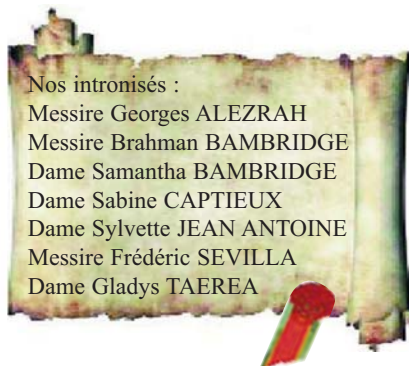 Nos intronisés :
Messire Georges ALEZRAH
Messire Brahman BAMBRIDGE
Dame Samantha BAMBRIDGE
Dame Sabine CAPTIEUX
Dame Sylvette JEAN ANTOINE
Messire Frédéric SEVILLA
Dame Gladys TAEREA